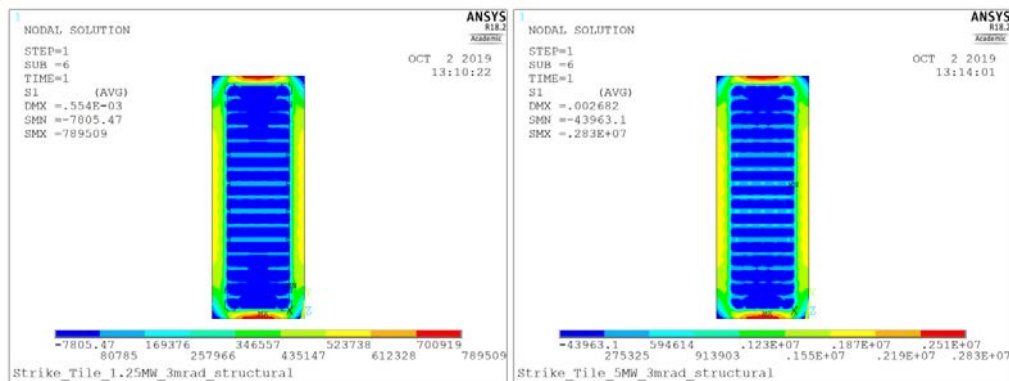 1
NODAL SOLUTION
ANSYS
R18.2
Academic
STEP=1
SUB =6
TIME=1
S1 (AVG)
DMX =.554E-03
SMN =-7805.47
SMX =789509
OCT 2 2019
13:10:22
MX
-7805.47 169376 346557 523738 700919
80785 257966 435147 612328 789509
Strike_Tile_1.25MW_3mrad_structural
1
NODAL SOLUTION
ANSYS
R18.2
Academic
STEP=1
SUB =6
TIME=1
S1 (AVG)
DMX =.002682
SMN =-43963.1
SMX =.283E+07
OCT 2 2019
13:14:01
MX
-43963.1 594614 .123E+07 .187E+07 .251E+07
275325 913903 .155E+07 .219E+07 .283E+07
Strike_Tile_5MW_3mrad_structural